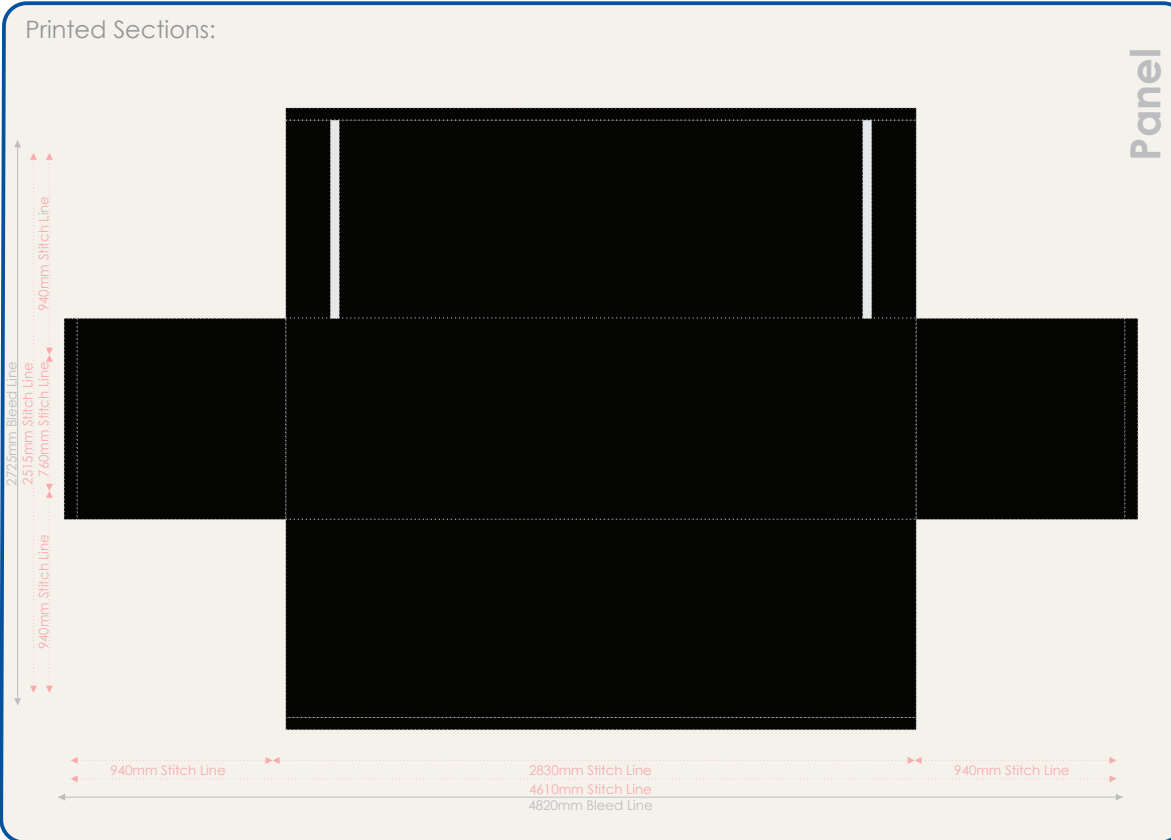 Printed Sections:
Panel
940mm Stitch Line
2725mm Bleed Line
2515mm Stitch Line
760mm Stitch Line
940mm Stitch Line
940mm Stitch Line
2830mm Stitch Line
940mm Stitch Line
4610mm Stitch Line
4820mm Bleed Line